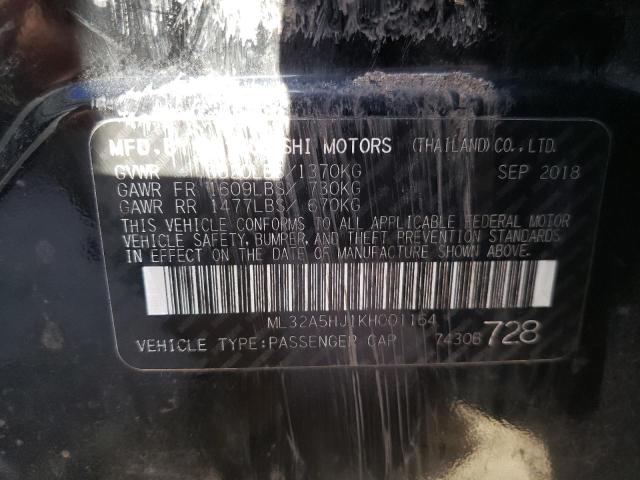 MFD. SHI MOTORS (THAILAND) CO., LTD.
GVWR /1370KG SEP 2018
GAWR FR 1609LBS/ 730KG
GAWR RR 1477LBS/ 670KG
THIS VEHICLE CONFORMS TO ALL APPLICABLE FEDERAL MOTOR
VEHICLE SAFETY, BUMPER, AND THEFT PREVENTION STANDARDS
IN EFFECT ON THE DATE OF MANUFACTURE SHOWN ABOVE.
ML32A5HJ1KH001164
VEHICLE TYPE:PASSENGER CAR 7430B 728